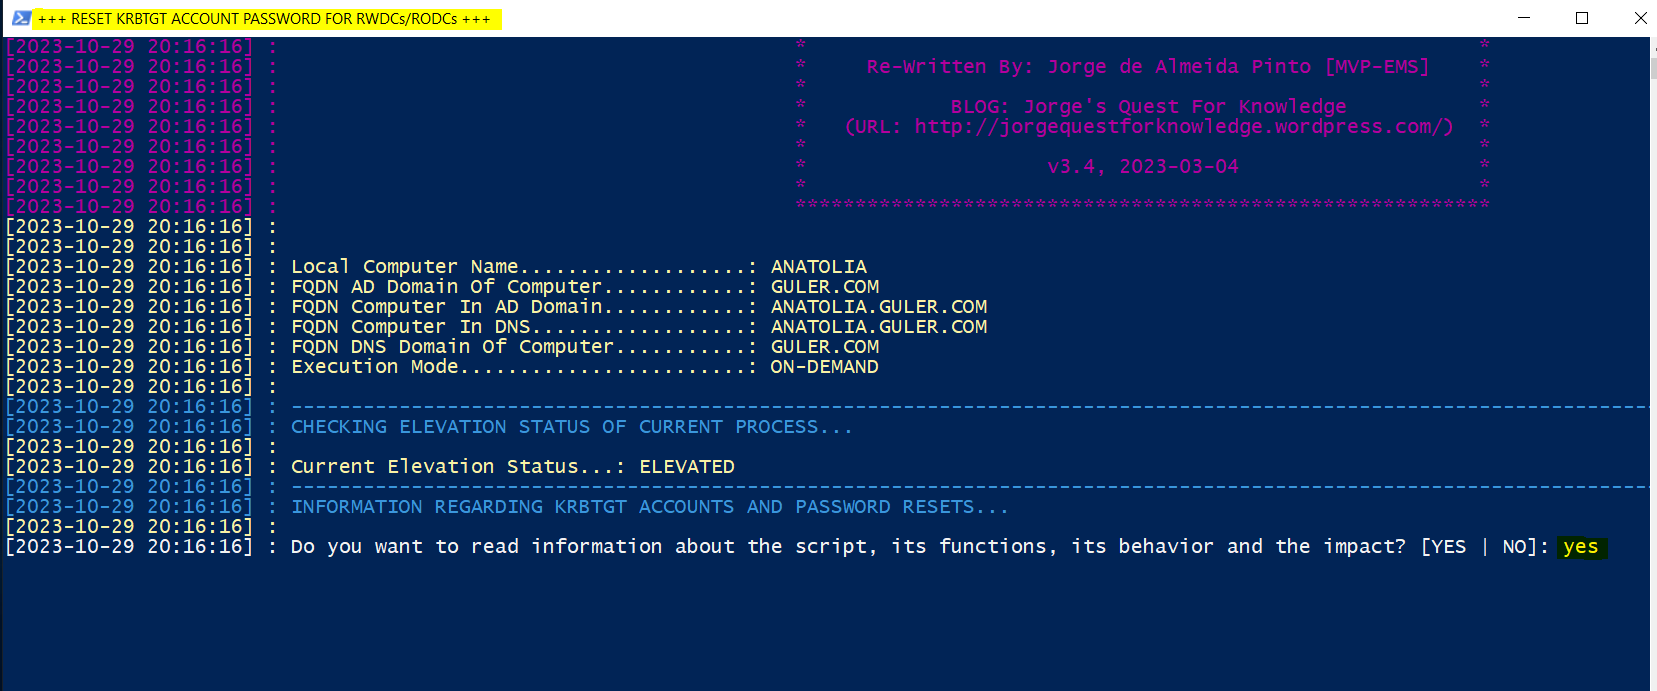 +++ RESET KRBTGT ACCOUNT PASSWORD FOR RWDCs/RODCs +++
[2023-10-29 20:16:16] : * *
[2023-10-29 20:16:16] : * Re-Written By: Jorge de Almeida Pinto [MVP-EMS] *
[2023-10-29 20:16:16] : * *
[2023-10-29 20:16:16] : * BLOG: Jorge's Quest For Knowledge *
[2023-10-29 20:16:16] : * (URL: http://jorgequestforknowledge.wordpress.com/) *
[2023-10-29 20:16:16] : * *
[2023-10-29 20:16:16] : * v3.4, 2023-03-04 *
[2023-10-29 20:16:16] : * *
[2023-10-29 20:16:16] : **********************************************************
[2023-10-29 20:16:16] :
[2023-10-29 20:16:16] :
[2023-10-29 20:16:16] : Local Computer Name...................: ANATOLIA
[2023-10-29 20:16:16] : FQDN AD Domain Of Computer............: GULER.COM
[2023-10-29 20:16:16] : FQDN Computer In AD Domain............: ANATOLIA.GULER.COM
[2023-10-29 20:16:16] : FQDN Computer In DNS..................: ANATOLIA.GULER.COM
[2023-10-29 20:16:16] : FQDN DNS Domain Of Computer...........: GULER.COM
[2023-10-29 20:16:16] : Execution Mode........................: ON-DEMAND
[2023-10-29 20:16:16] :
[2023-10-29 20:16:16] : ------------------------------------------------------------------------------------------------------------------
[2023-10-29 20:16:16] : CHECKING ELEVATION STATUS OF CURRENT PROCESS...
[2023-10-29 20:16:16] :
[2023-10-29 20:16:16] : Current Elevation Status...: ELEVATED
[2023-10-29 20:16:16] : ------------------------------------------------------------------------------------------------------------------
[2023-10-29 20:16:16] : INFORMATION REGARDING KRBTGT ACCOUNTS AND PASSWORD RESETS...
[2023-10-29 20:16:16] :
[2023-10-29 20:16:16] : Do you want to read information about the script, its functions, its behavior and the impact? [YES | NO]: yes